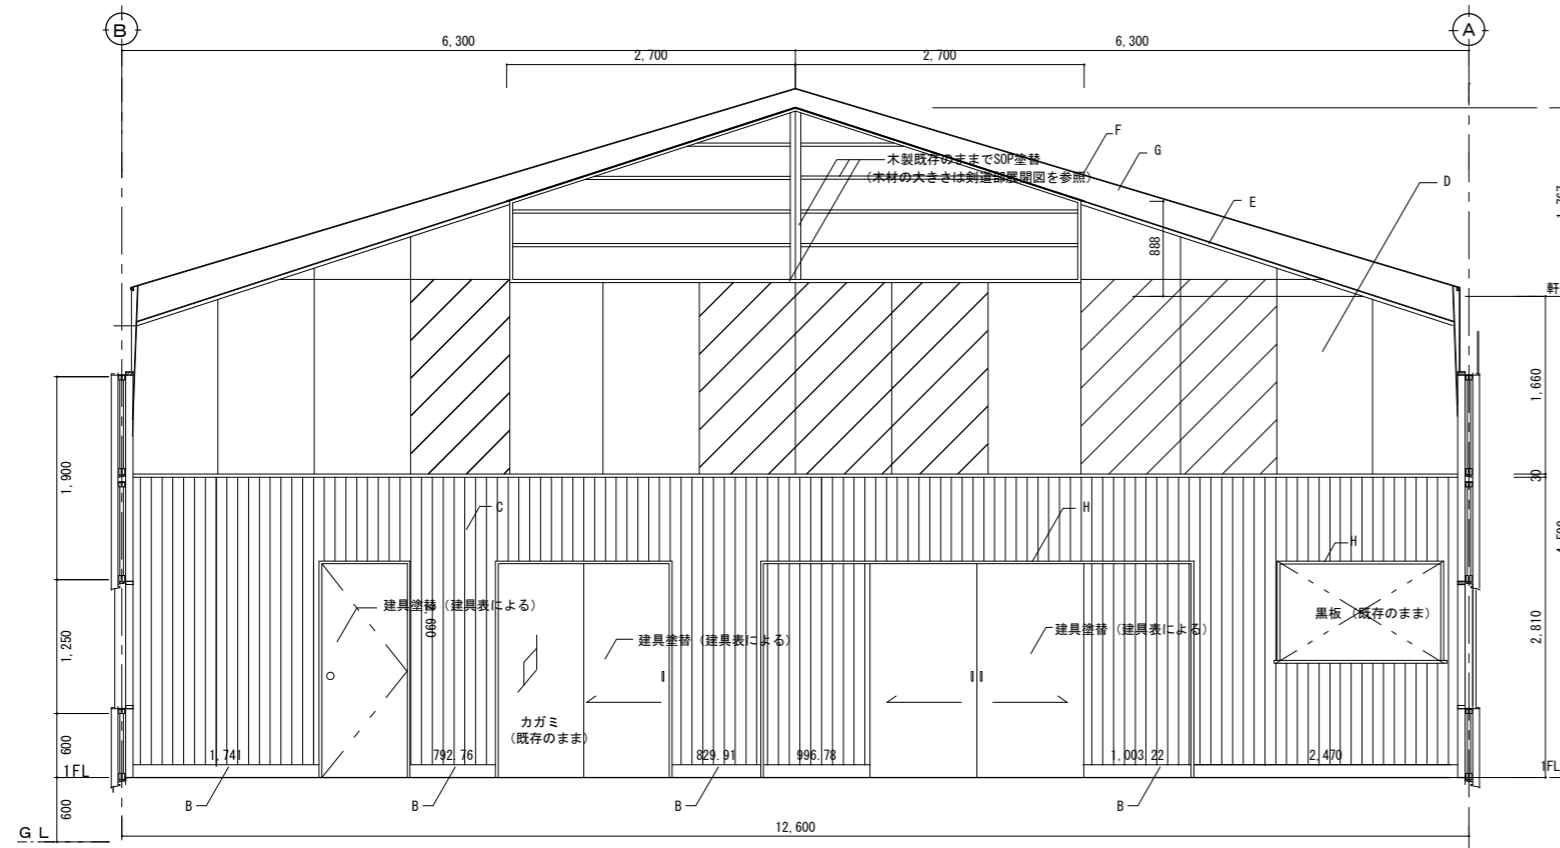 B
A
6,300
6,300
2,700
2,700
F
G
木製既存のままでSOP塗替
(木材の大きさは剣道部展開図を参照)
D
E
888
軒
1,660
1,900
30
C
H
H
建具塗替(建具表による)
黒板(既存のまま)
建具塗替(建具表による)
建具塗替(建具表による)
2,810
1,250
カガミ
(既存のまま)
600
1,741
792.76
829.91
996.78
1,003.22
2,470
1FL
1FL
B
B
B
B
600
12,600
GL